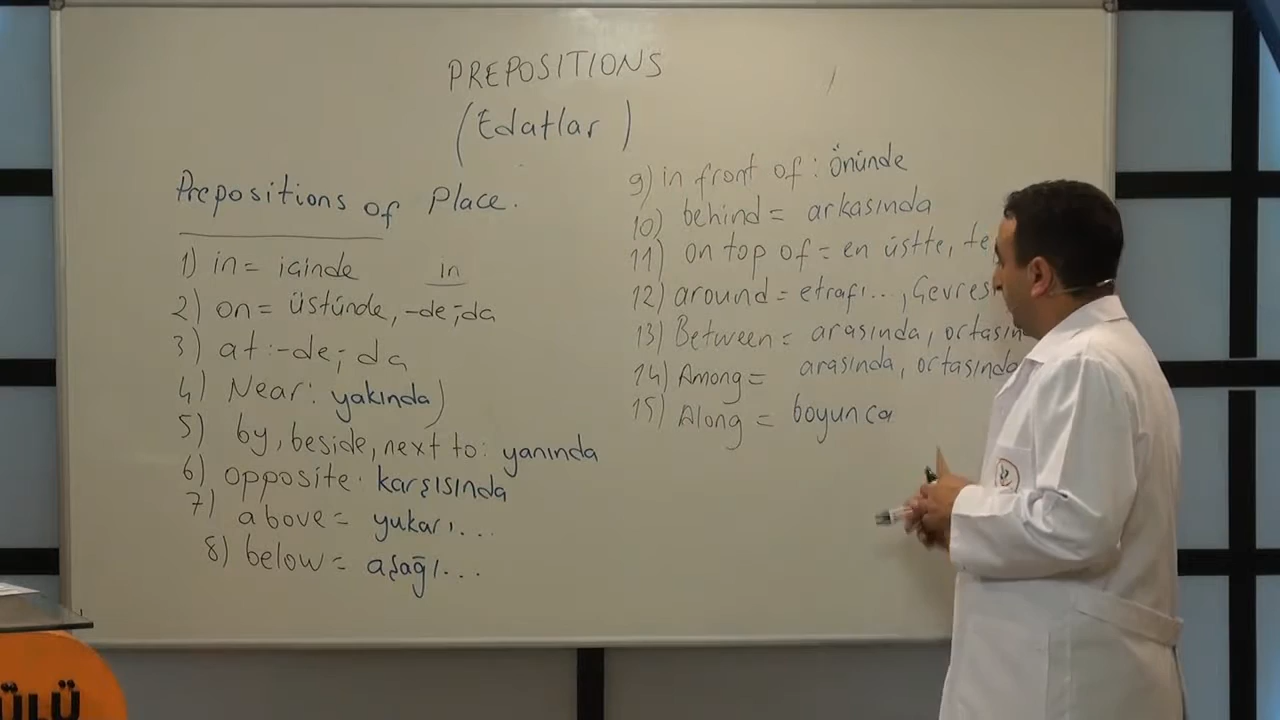 PREPOSITIONS
(Edatlar)
Prepositions of Place.
1) in = içinde in
2) on = üstünde, -de, da
3) at :-de, da
4) Near: yakında)
5) by, beside, next to: yanında
6) opposite: karşısında
7) above = yukarı...
8) below = aşağı...
9) in front of : Önünde
10) behind = arkasında
11) on top of = en üstte,
12) around = etrafı...,
13) Between = arasında,
14) Among = arasında, ortasında
15) Along = boyunca
ÜLÜ